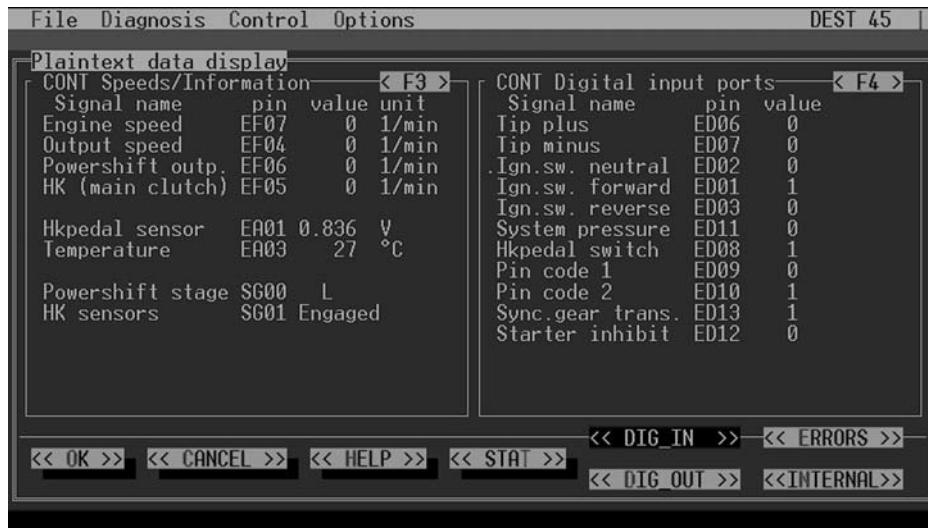 File Diagnosis Control Options DEST 45
Plaintext data display
CONT Speeds/Information < F3 >
Signal name pin value unit
Engine speed EF07 0 1/min
Output speed EF04 0 1/min
Powershift outp. EF06 0 1/min
HK (main clutch) EF05 0 1/min
Hkpedal sensor EA01 0.836 V
Temperature EA03 27 °C
Powershift stage SG00 L
HK sensors SG01 Engaged
CONT Digital input ports < F4 >
Signal name pin value
Tip plus ED06 0
Tip minus ED07 0
.Ign.sw. neutral ED02 0
Ign.sw. forward ED01 1
Ign.sw. reverse ED03 0
System pressure ED11 0
Hkpedal switch ED08 1
Pin code 1 ED09 0
Pin code 2 ED10 1
Sync.gear trans. ED13 1
Starter inhibit ED12 0
<< DIG_IN >> << ERRORS >>
<< OK >> << CANCEL >> << HELP >> << STAT >>
<< DIG_OUT >> <<INTERNAL>>